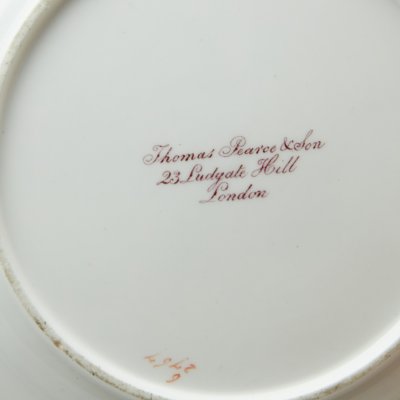 Thomas Pearce & Son
23 Ludgate Hill
London